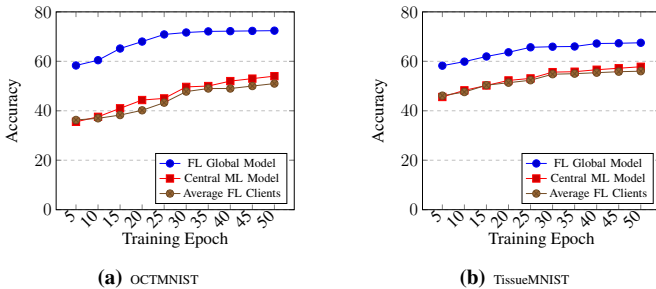 80
60
40
20
0
Accuracy
FL Global Model
Central ML Model
Average FL Clients
5 10 15 20 25 30 35 40 45 50
Training Epoch
(a) OCTMNIST
80
60
40
20
0
Accuracy
FL Global Model
Central ML Model
Average FL Clients
5 10 15 20 25 30 35 40 45 50
Training Epoch
(b) TissueMNIST